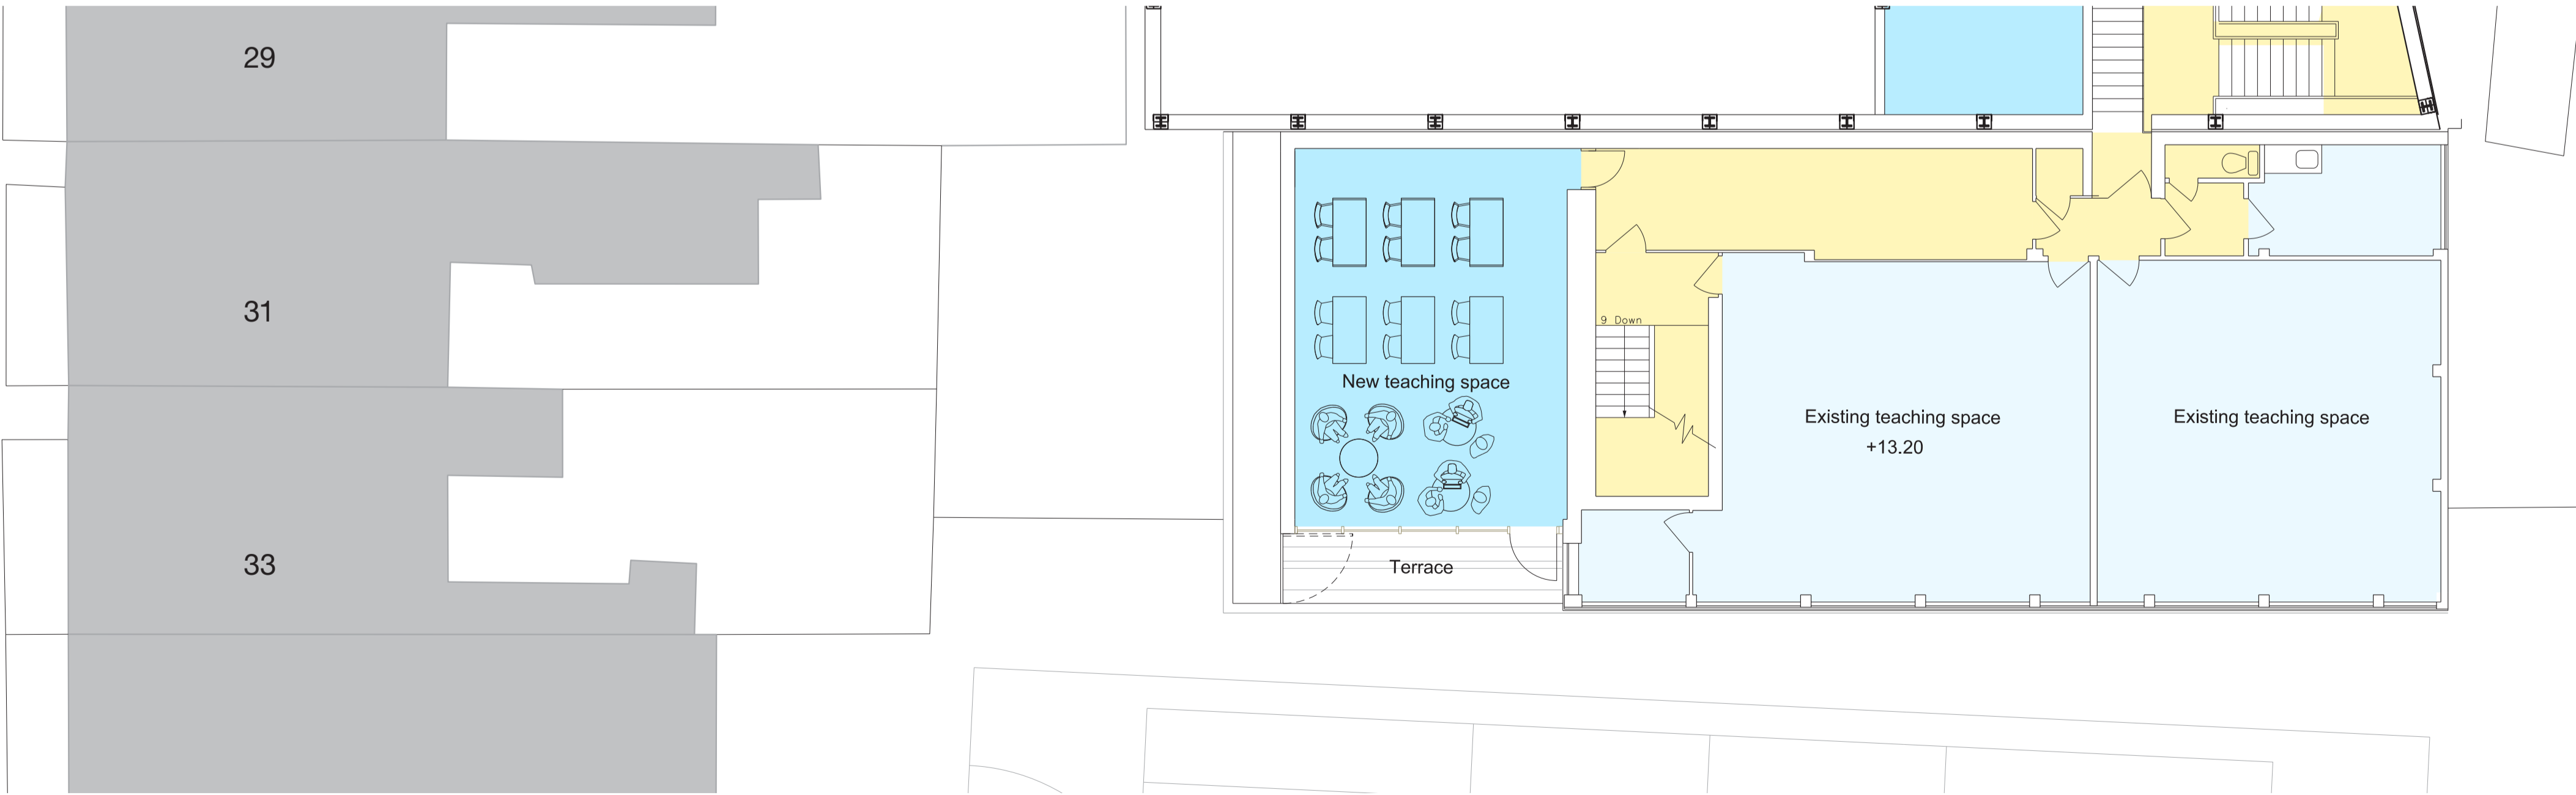 29
31
9 Down
New teaching space
Existing teaching space
+13.20
Existing teaching space
33
Terrace